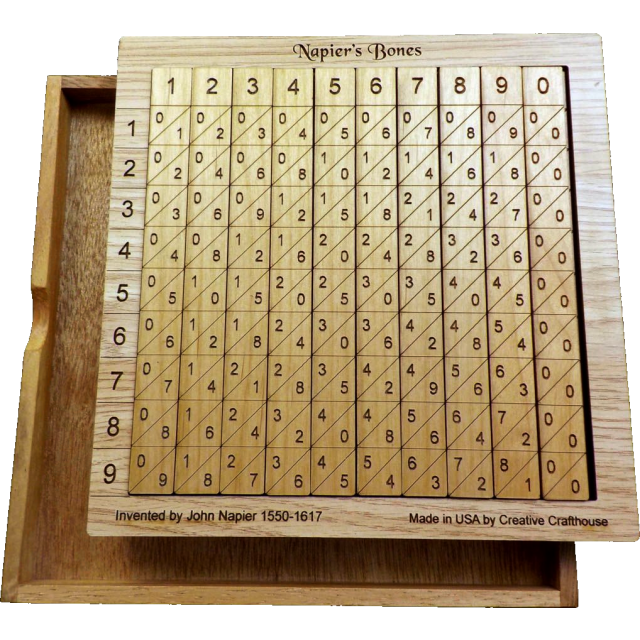 Napier's Bones
1 2 3 4 5 6 7 8 9 0
1 0 1 0 2 0 3 0 4 0 5 0 6 0 7 0 8 0 9 0 0
2 0 2 0 4 0 6 0 8 1 0 1 2 1 4 1 6 1 8 0 0
3 0 3 0 6 0 9 1 2 1 5 1 8 2 1 2 4 2 7 0 0
4 0 4 0 8 1 2 1 6 2 0 2 4 2 8 3 2 3 6 0 0
5 0 5 1 0 1 5 2 0 2 5 3 0 3 5 4 0 4 5 0 0
6 0 6 1 2 1 8 2 4 3 0 3 6 4 2 4 8 5 4 0 0
7 0 7 1 4 2 1 2 8 3 5 4 2 4 9 5 6 6 3 0 0
8 0 8 1 6 2 4 3 2 4 0 4 8 5 6 6 4 7 2 0 0
9 0 9 1 8 2 7 3 6 4 5 5 4 6 3 7 2 8 1 0 0
Invented by John Napier 1550-1617
Made in USA by Creative Crafthouse